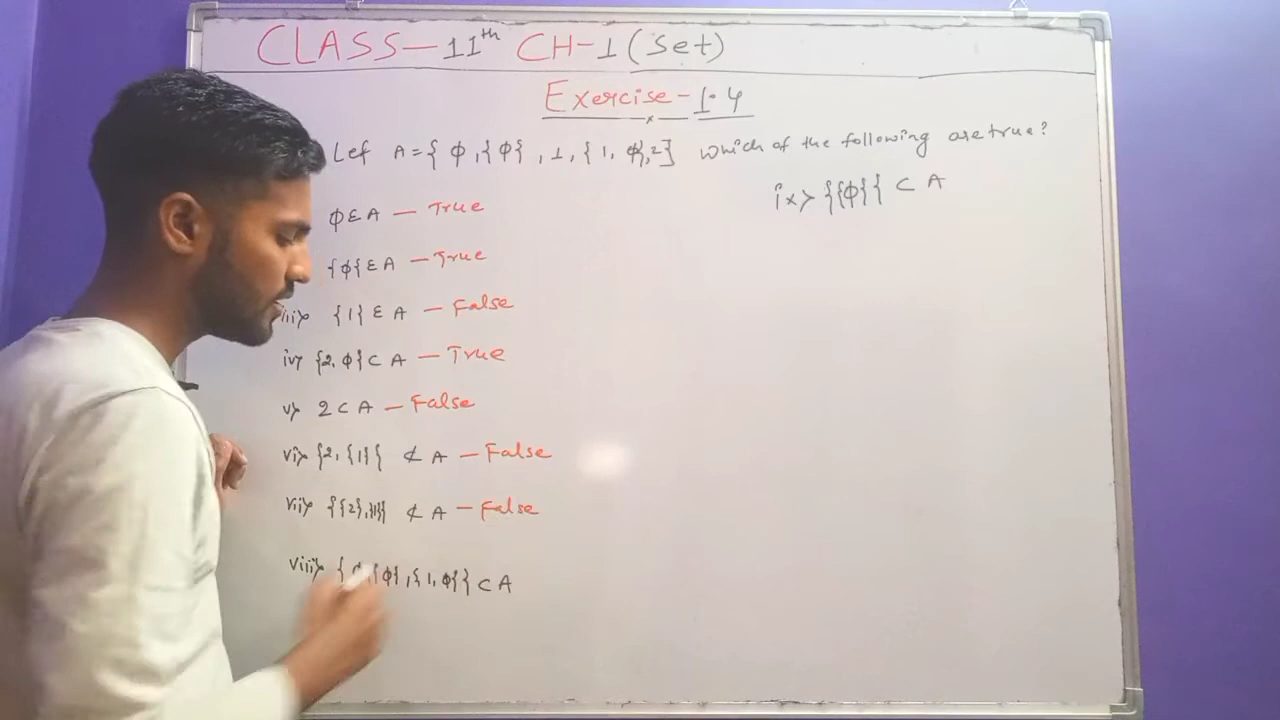 CLASS-11th CH-1 (Set)
Exercise-1.4
Let A={ ϕ,{ϕ} ,1,{ 1, ϕ},2} which of the following are true?
ϕ ε A — True
{ϕ} ε A — True
iii> {1} ε A — False
iv> {2,ϕ} ⊂ A — True
v> 2 ⊂ A — False
vi> {2,{1}} ⊄ A — False
vii> {{2},{1}} ⊄ A — False
viii> {ϕ,{ϕ},{1,ϕ}} ⊂ A
ix> {{ϕ}} ⊂ A